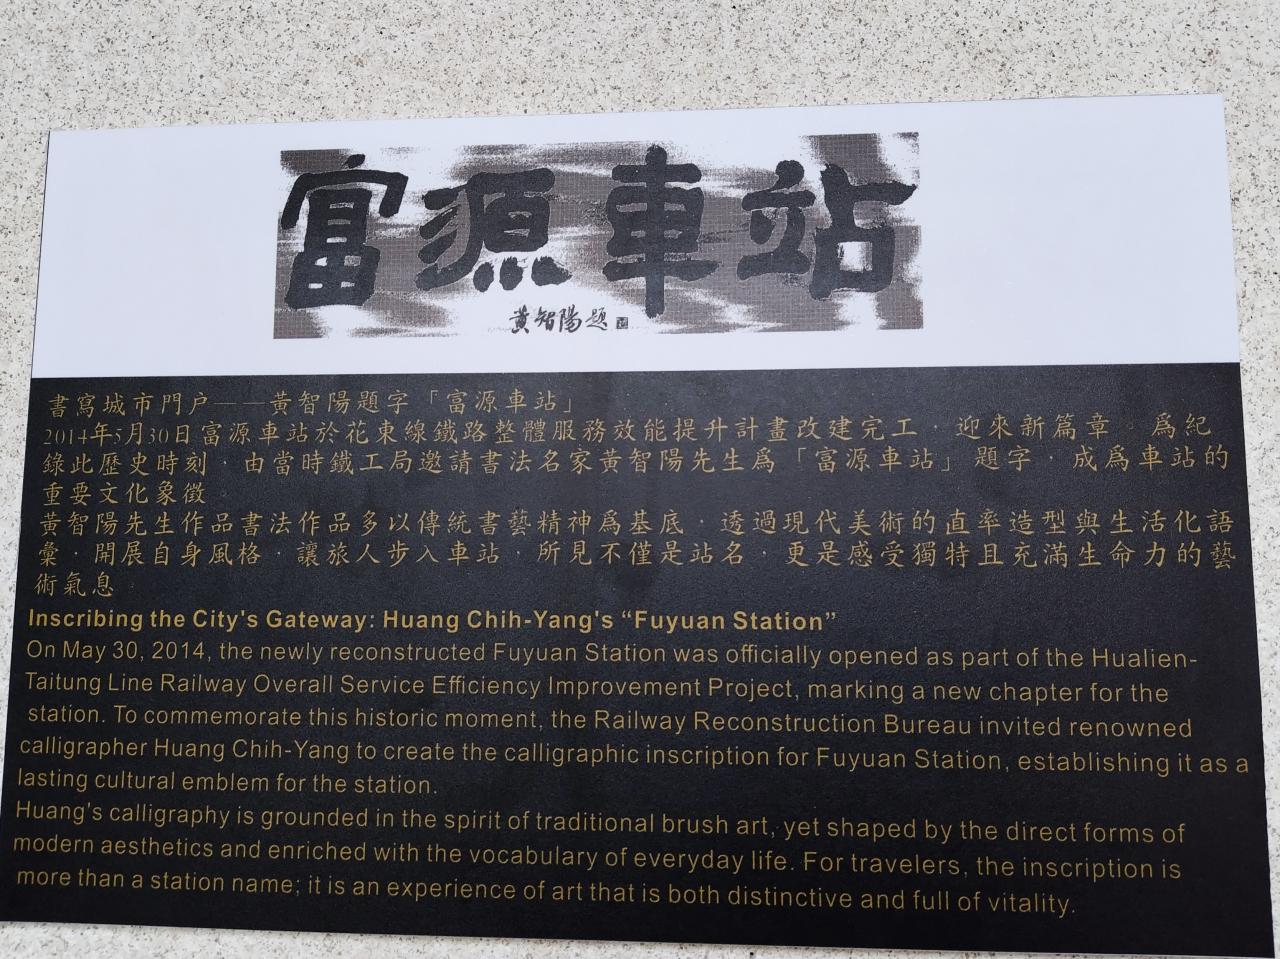 富源車站
黃智陽題
書寫城市門户——黃智陽題字「富源車站」
2014年5月30日富源車站於花東線鐵路整體服務效能提升計畫改建完工，迎來新篇章。爲紀
錄此歷史時刻，由當時鐵工局邀請書法名家黃智陽先生爲「富源車站」題字，成爲車站的
重要文化象徵。
黃智陽先生作品書法作品多以傳統書藝精神爲基底，透過現代美術的直率造型與生活化語
彙，開展自身風格，讓旅人步入車站，所見不僅是站名，更是感受獨特且充滿生命力的藝
術氣息
Inscribing the City's Gateway: Huang Chih-Yang's “Fuyuan Station”
On May 30, 2014, the newly reconstructed Fuyuan Station was officially opened as part of the Hualien-
Taitung Line Railway Overall Service Efficiency Improvement Project, marking a new chapter for the
station. To commemorate this historic moment, the Railway Reconstruction Bureau invited renowned
calligrapher Huang Chih-Yang to create the calligraphic inscription for Fuyuan Station, establishing it as a
lasting cultural emblem for the station.
Huang's calligraphy is grounded in the spirit of traditional brush art, yet shaped by the direct forms of
modern aesthetics and enriched with the vocabulary of everyday life. For travelers, the inscription is
more than a station name; it is an experience of art that is both distinctive and full of vitality.